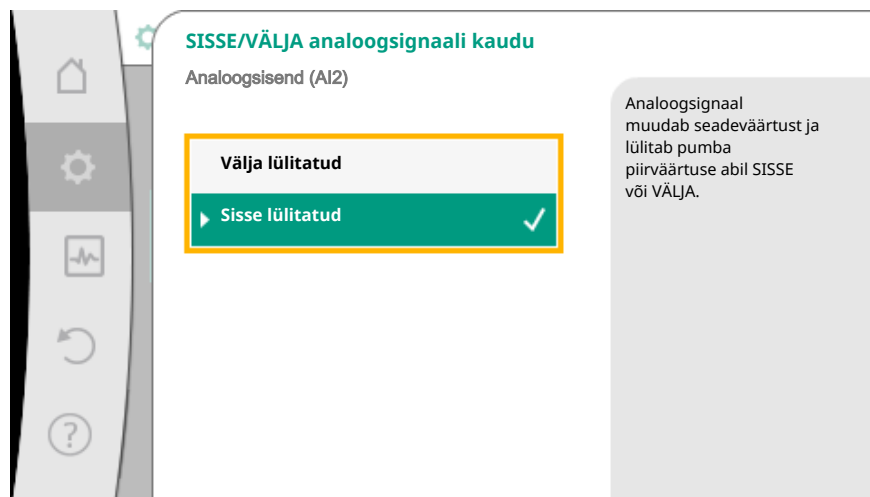 SISSE/VÄLJA analoogsignaali kaudu
Analoogsisend (AI2)
Välja lülitatud
Sisse lülitatud
Analoogsignaal
muudab seadeväärtust ja
lülitab pumba
piirväärtuse abil SISSE
või VÄLJA.